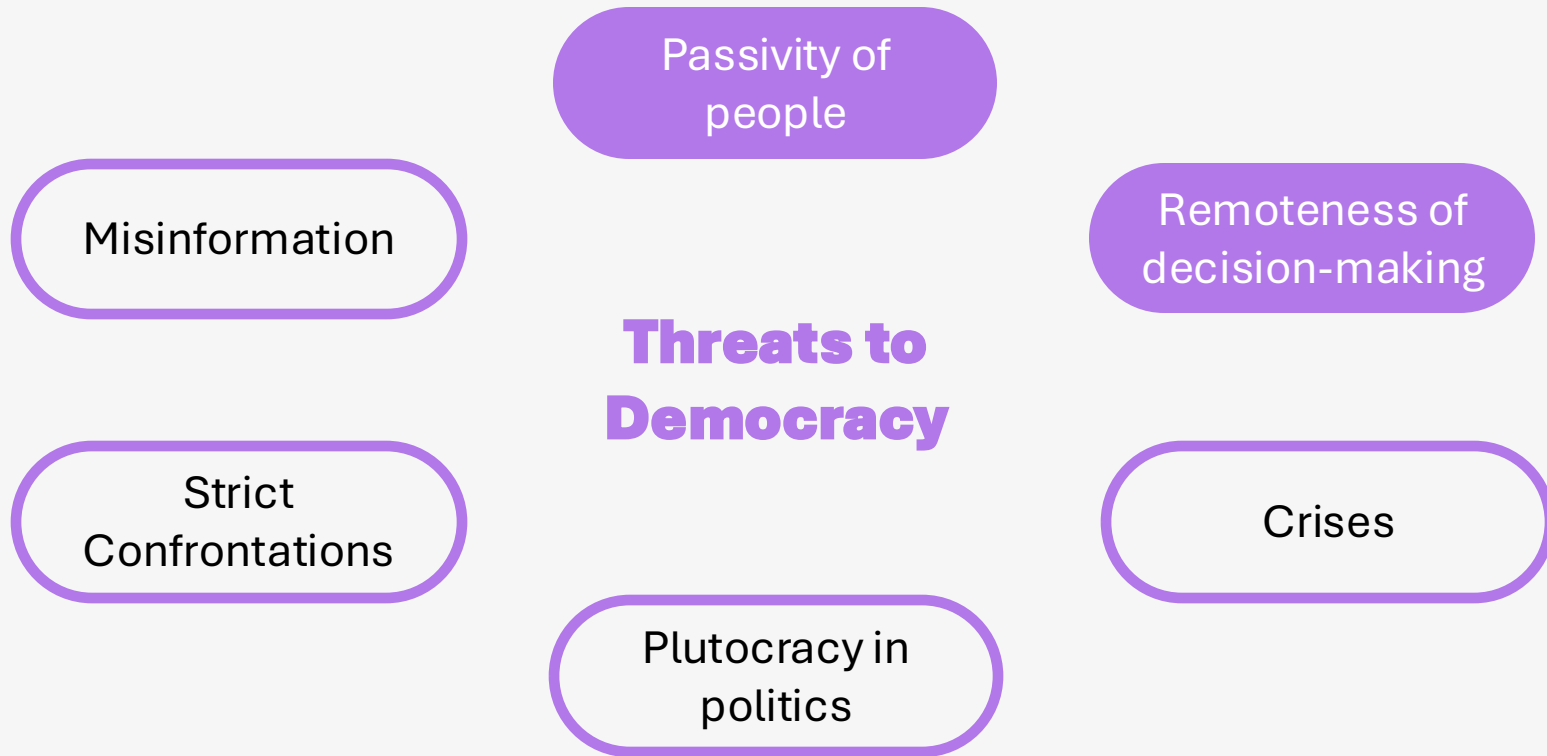 Passivity of
people
Misinformation
Remoteness of
decision-making
Threats to
Democracy
Strict
Confrontations
Crises
Plutocracy in
politics